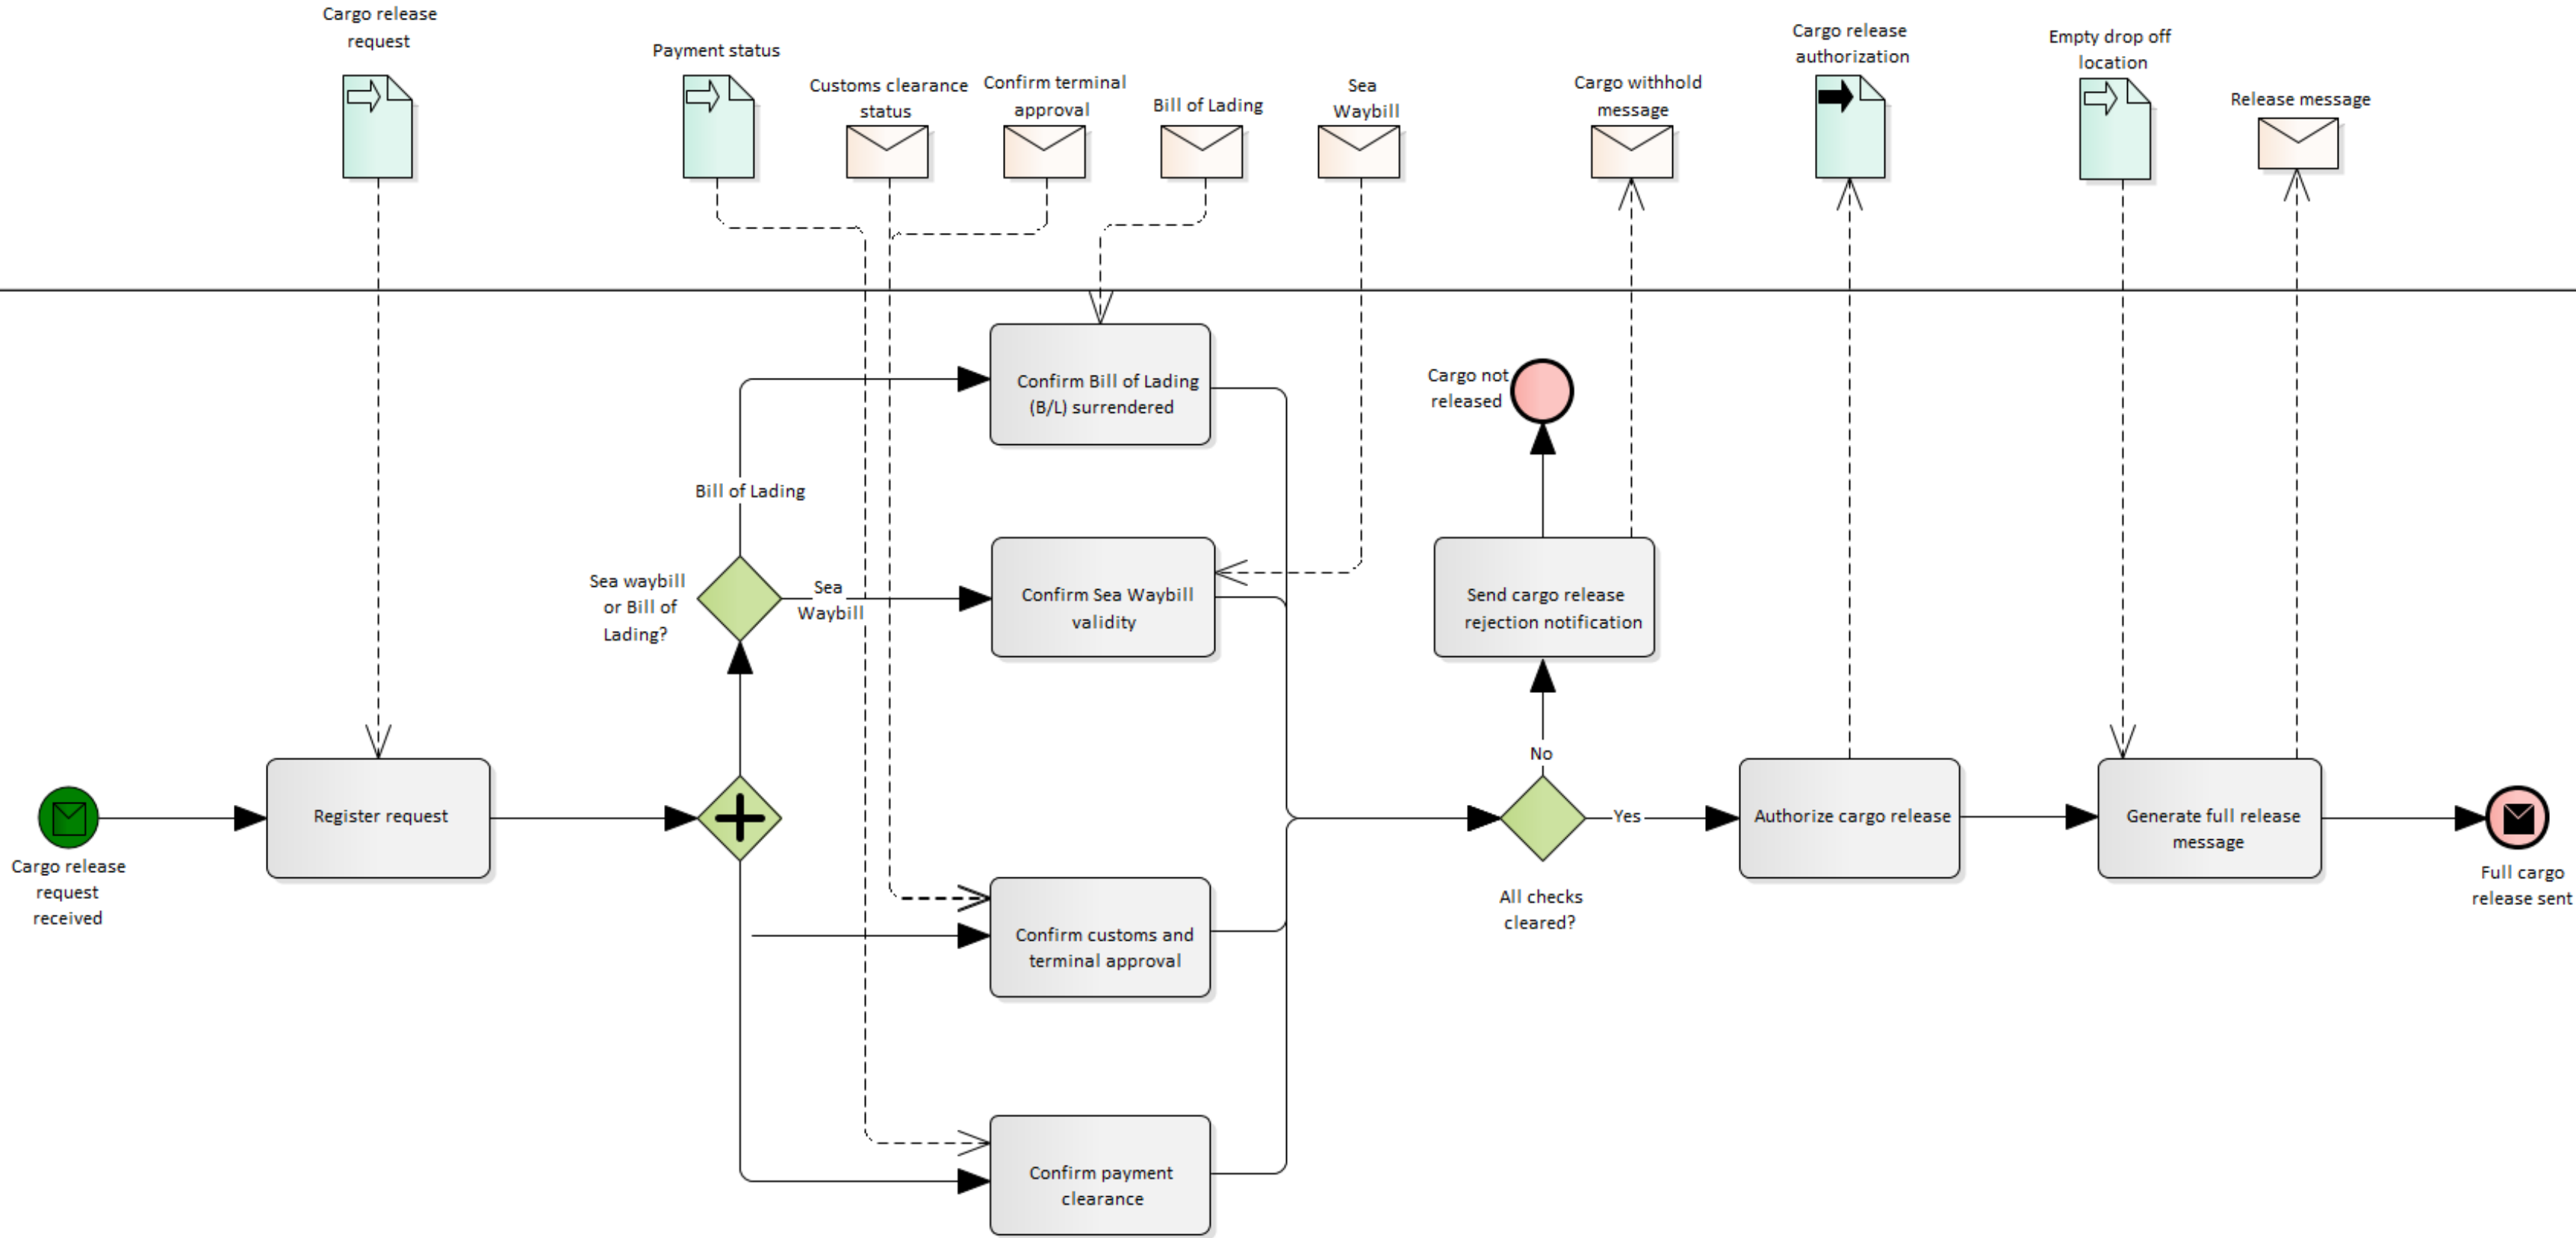 Cargo release
request
Payment status
Customs clearance
status
Confirm terminal
approval
Bill of Lading
Sea
Waybill
Cargo withhold
message
Cargo release
authorization
Empty drop off
location
Release message
Confirm Bill of Lading
(B/L) surrendered
Cargo not
released
Bill of Lading
Sea waybill
or Bill of
Lading?
Sea
Waybill
Confirm Sea Waybill
validity
Send cargo release
rejection notification
No
Cargo release
request
received
Register request
Yes
All checks
cleared?
Authorize cargo release
Generate full release
message
Full cargo
release sent
Confirm customs and
terminal approval
Confirm payment
clearance